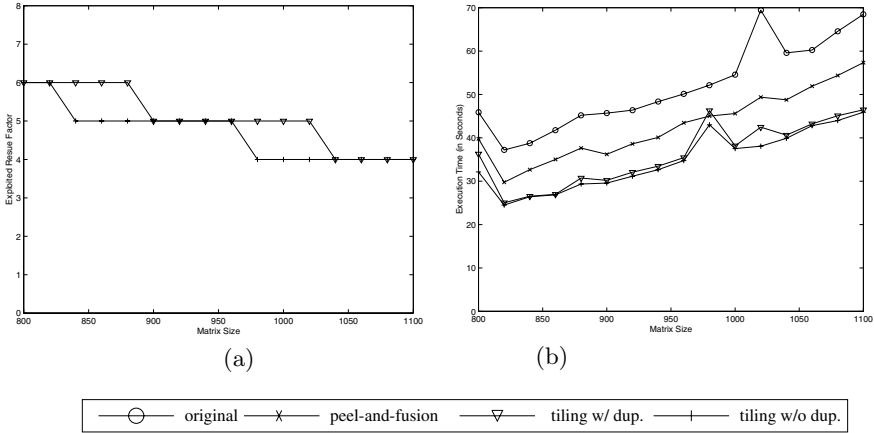 8
7
6
5
4
3
2
1
0
Exploited Resue Factor
800 850 900 950 1000 1050 1100
Matrix Size
(a)
70
60
50
40
30
20
10
0
Execution Time (in Seconds)
800 850 900 950 1000 1050 1100
Matrix Size
(b)
original peel-and-fusion tiling w/ dup. tiling w/o dup.